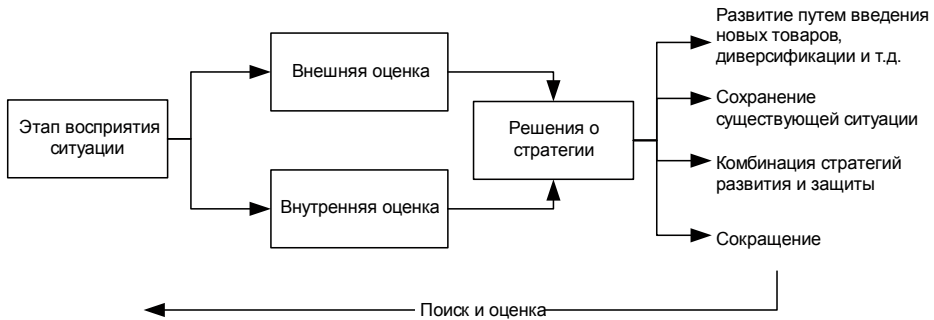 Этап восприятия
ситуации
Внешняя оценка
Внутренняя оценка
Решения о
стратегии
Развитие путем введения
новых товаров,
диверсификации и т.д.
Сохранение
существующей ситуации
Комбинация стратегий
развития и защиты
Сокращение
Поиск и оценка